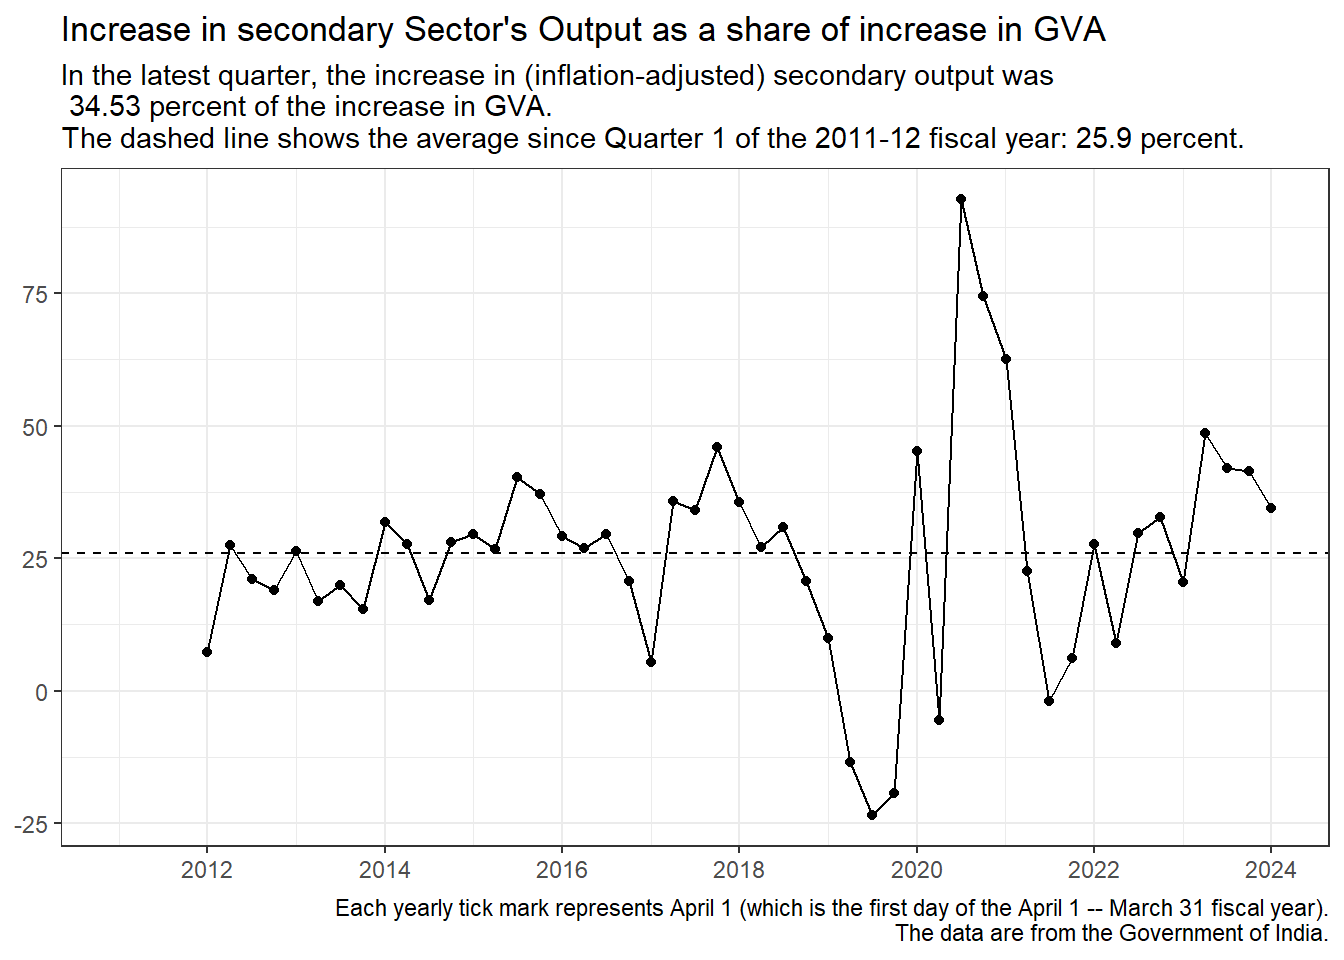 Increase in secondary Sector's Output as a share of increase in GVA
In the latest quarter, the increase in (inflation-adjusted) secondary output was
34.53 percent of the increase in GVA.
The dashed line shows the average since Quarter 1 of the 2011-12 fiscal year: 25.9 percent.
75
50
25
0
-25
2012 2014 2016 2018 2020 2022 2024
Each yearly tick mark represents April 1 (which is the first day of the April 1 -- March 31 fiscal year).
The data are from the Government of India.